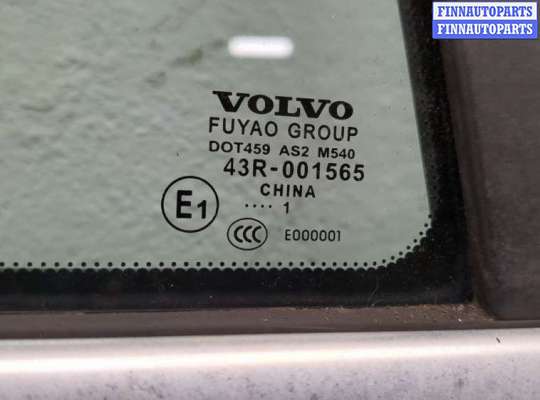 FINNAUTOPARTS
FINNAUTOPARTS
VOLVO
FUYAO GROUP
DOT459 AS2 M540
43R-001565
CHINA
.... 1
E1
CCC E000001